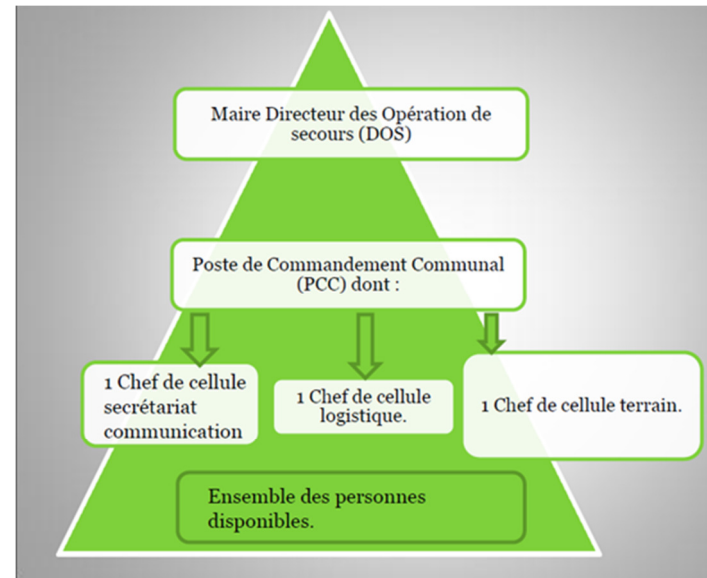 Maire Directeur des Opération de
secours (DOS)
Poste de Commandement Communal
(PCC) dont :
1 Chef de cellule
secrétariat
communication
1 Chef de cellule
logistique.
1 Chef de cellule terrain.
Ensemble des personnes
disponibles.